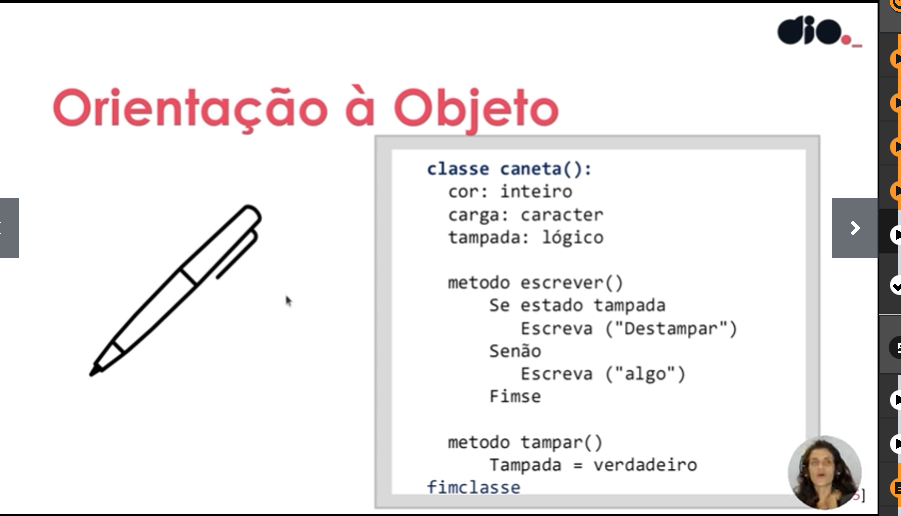 dio._
Orientação à Objeto
classe caneta():
cor: inteiro
carga: caracter
tampada: lógico
metodo escrever()
Se estado tampada
Escreva ("Destampar")
Senão
Escreva ("algo")
Fimse
metodo tampar()
Tampada = verdadeiro
fimclasse
5]